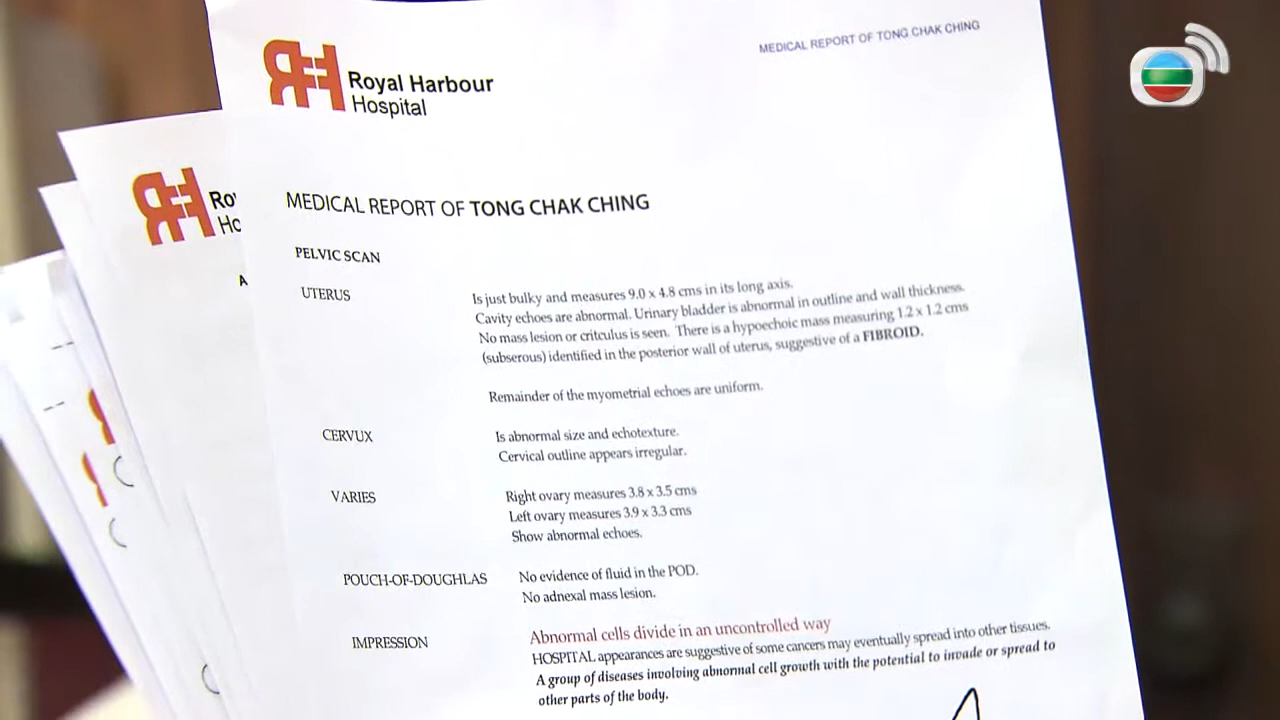 MEDICAL REPORT OF TONG CHAK CHING
Royal Harbour
Hospital
MEDICAL REPORT OF TONG CHAK CHING
PELVIC SCAN
UTERUS
Is just bulky and measures 9.0 x 4.8 cms in its long axis.
Cavity echoes are abnormal. Urinary bladder is abnormal in outline and wall thickness.
No mass lesion or critculus is seen. There is a hypoechoic mass measuring 1.2 x 1.2 cms
(subserous) identified in the posterior wall of uterus, suggestive of a FIBROID.
Remainder of the myometrial echoes are uniform.
CERVUX
Is abnormal size and echotexture.
Cervical outline appears irregular.
VARIES
Right ovary measures 3.8 x 3.5 cms
Left ovary measures 3.9 x 3.3 cms
Show abnormal echoes.
POUCH-OF-DOUGHLAS
No evidence of fluid in the POD.
No adnexal mass lesion.
IMPRESSION
Abnormal cells divide in an uncontrolled way
HOSPITAL appearances are suggestive of some cancers may eventually spread into other tissues.
A group of diseases involving abnormal cell growth with the potential to invade or spread to
other parts of the body.